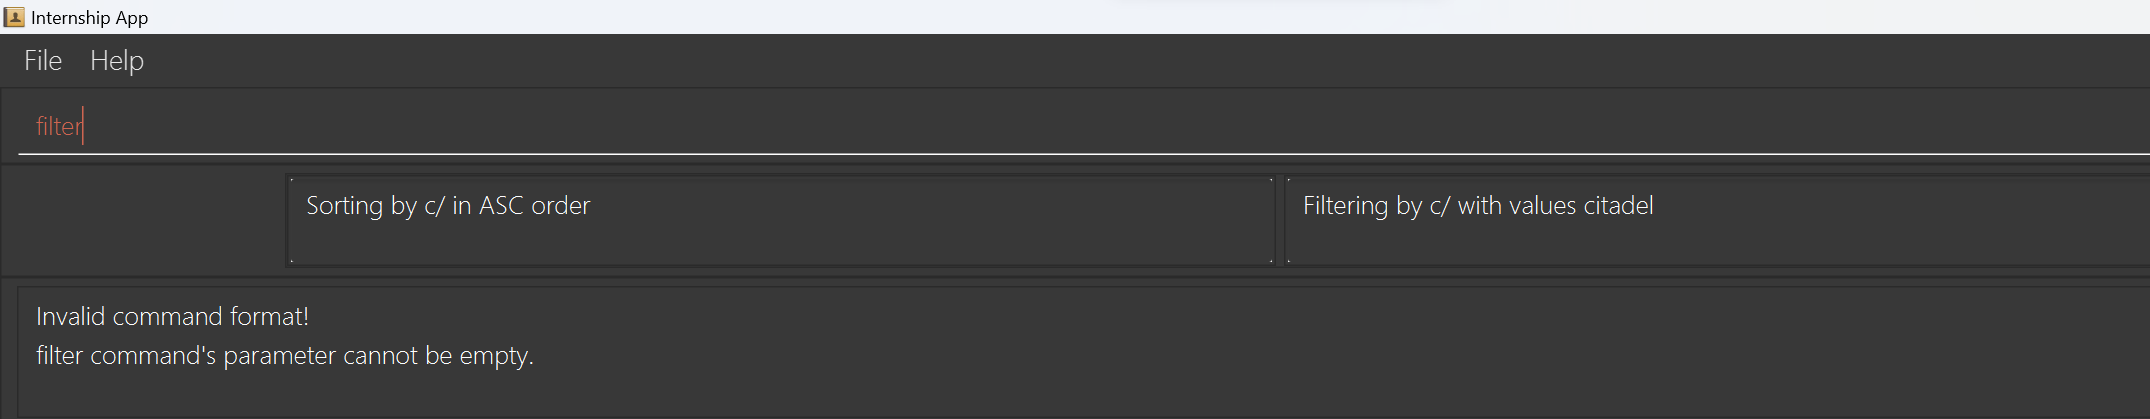 Internship App
File Help
filter
Sorting by c/ in ASC order
Filtering by c/ with values citadel
Invalid command format!
filter command's parameter cannot be empty.